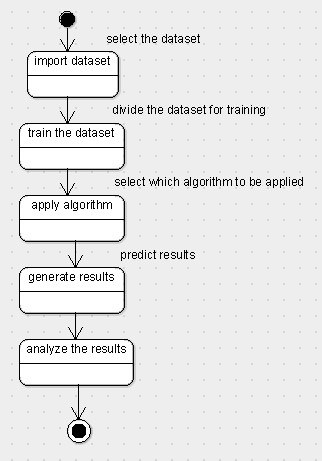 select the dataset
import dataset
divide the dataset for training
train the dataset
select which algorithm to be applied
apply algorithm
predict results
generate results
analyze the results